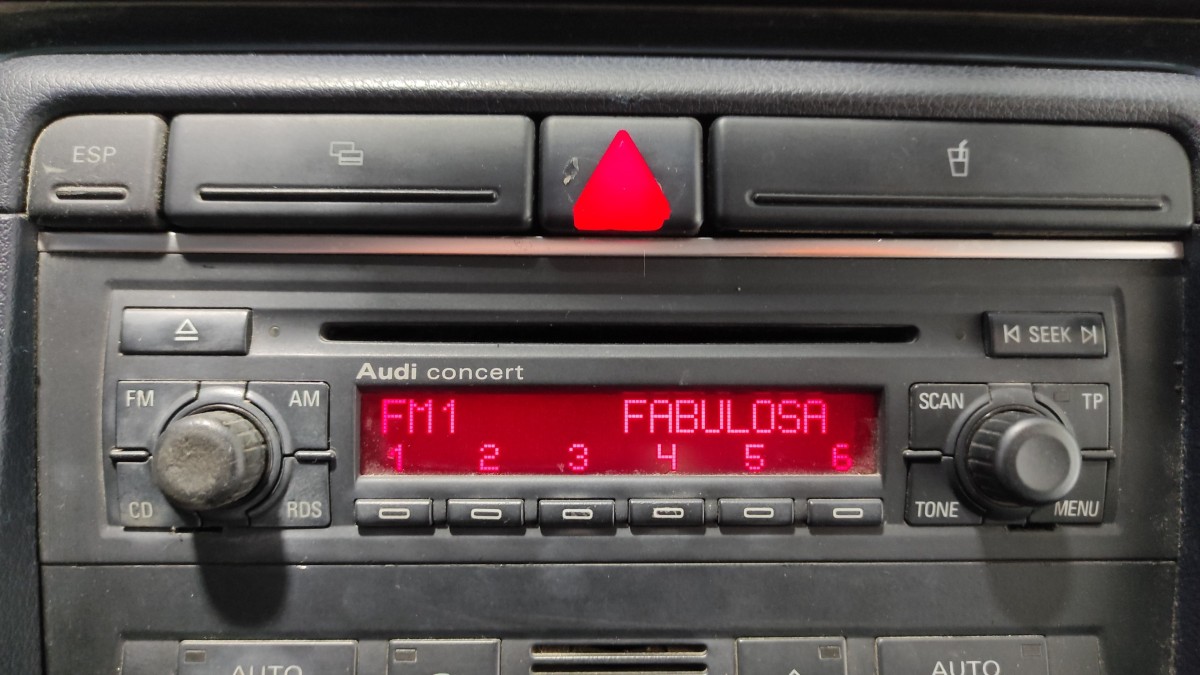 ESP
SEEK
Audi concert
FM
AM
FM1 FABULOSA
1 2 3 4 5 6
CD
RDS
SCAN
TP
TONE
MENU
AUTO
AUTO